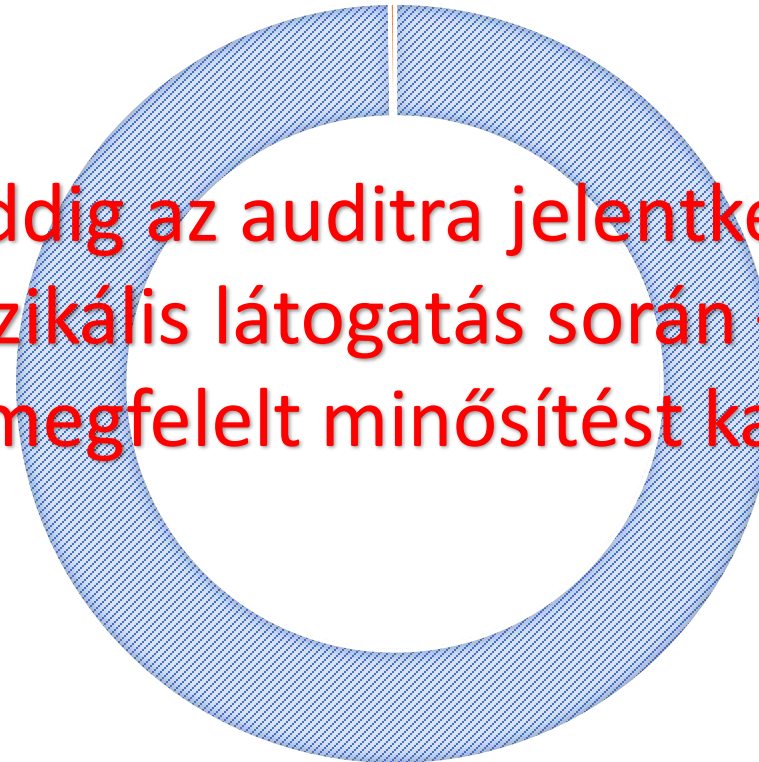 ddig az auditra jelentke
zikális látogatás során
megfelelt minősítést ka